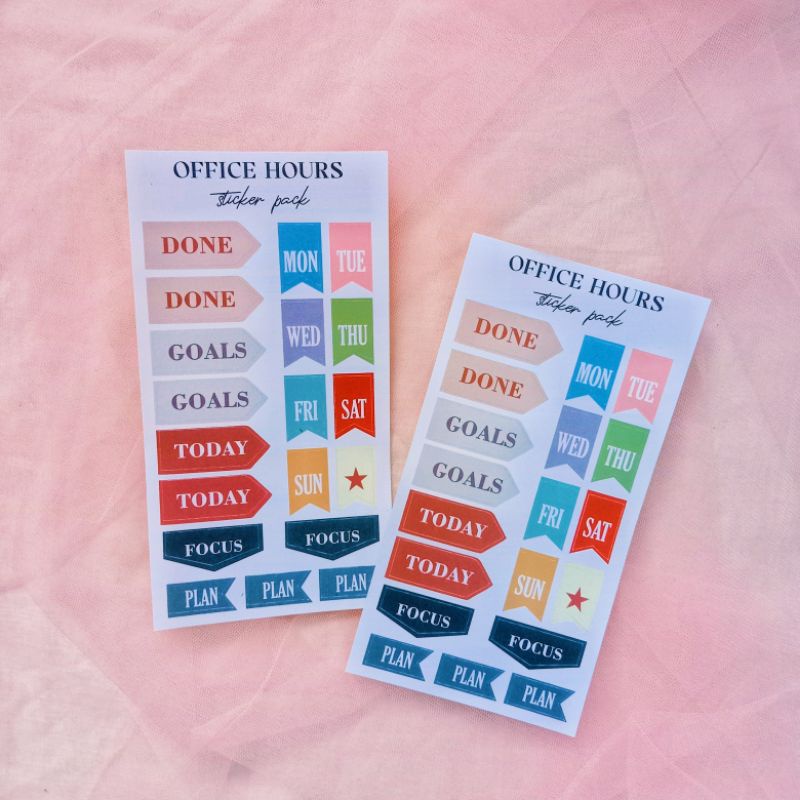 OFFICE HOURS
sticker pack
DONE
DONE
GOALS
GOALS
TODAY
TODAY
FOCUS
MON TUE
WED THU
FRI SAT
SUN
FOCUS
PLAN PLAN PLAN
OFFICE HOURS
sticker pack
DONE
DONE
GOALS
GOALS
TODAY
TODAY
FOCUS
MON TUE
WED THU
FRI SAT
SUN
FOCUS
PLAN PLAN PLAN